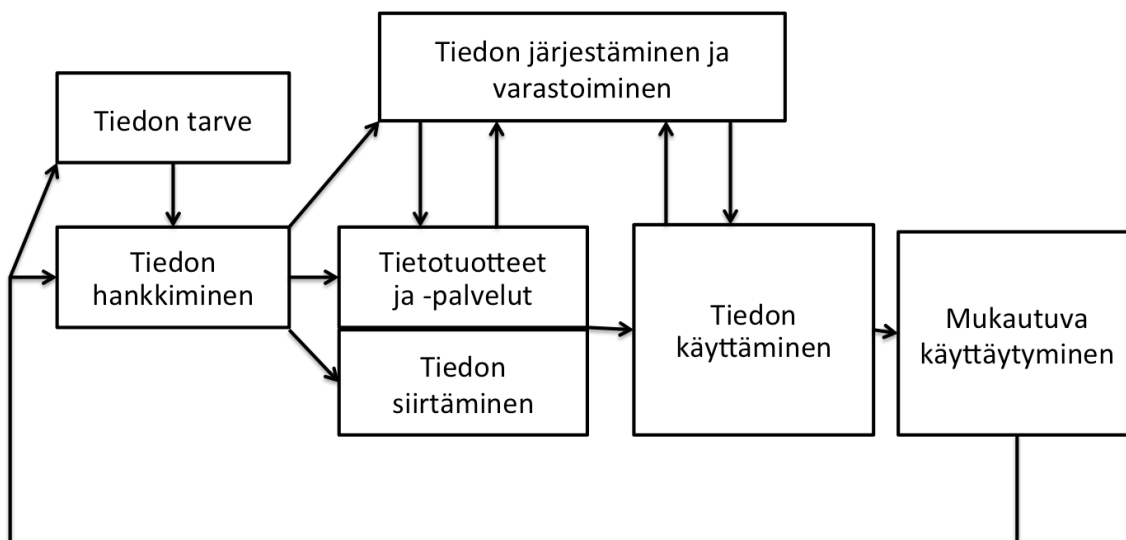 Tiedon järjestäminen ja
varastoiminen
Tiedon tarve
Tiedon
hankkiminen
Tietotuotteet
ja -palvelut
Tiedon
siirtäminen
Tiedon
käyttäminen
Mukautuva
käyttäytyminen